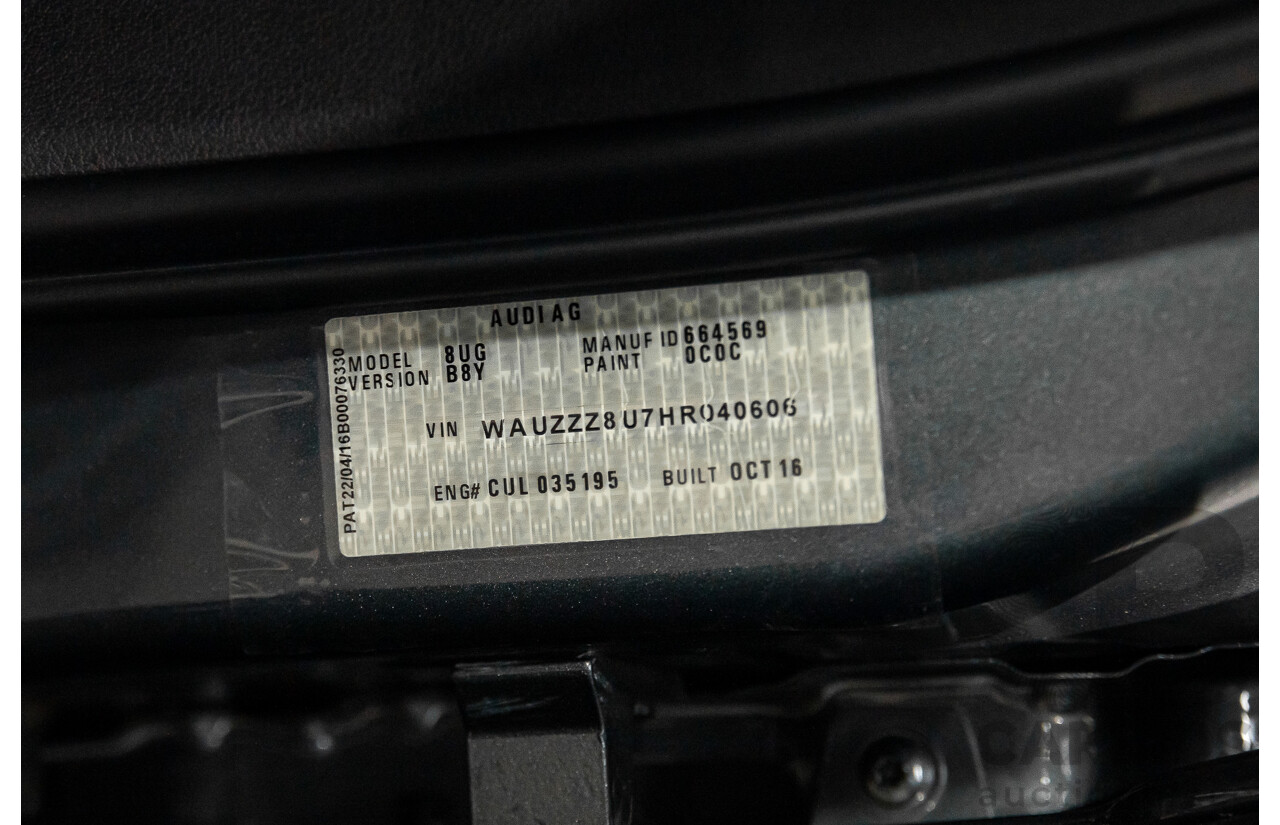 AUDI AG
MODEL 8UG MANUF ID 664569
VERSION B8Y PAINT 0C0C
VIN WAUZZZ8U7HR040606
ENG# CUL 035195 BUILT OCT 16
PAT22/04/16B00076330